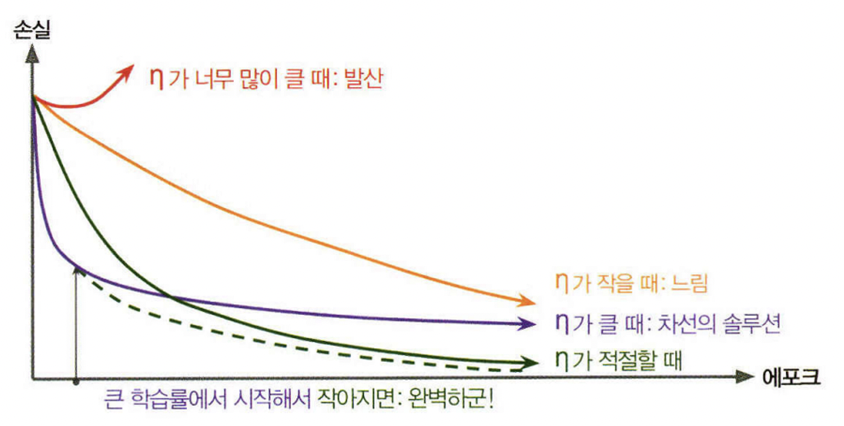 손실
η가 너무 많이 클 때: 발산
η가 작을 때: 느림
η가 클 때: 차선의 솔루션
η가 적절할 때
에포크
큰 학습률에서 시작해서 작아지면: 완벽하군!